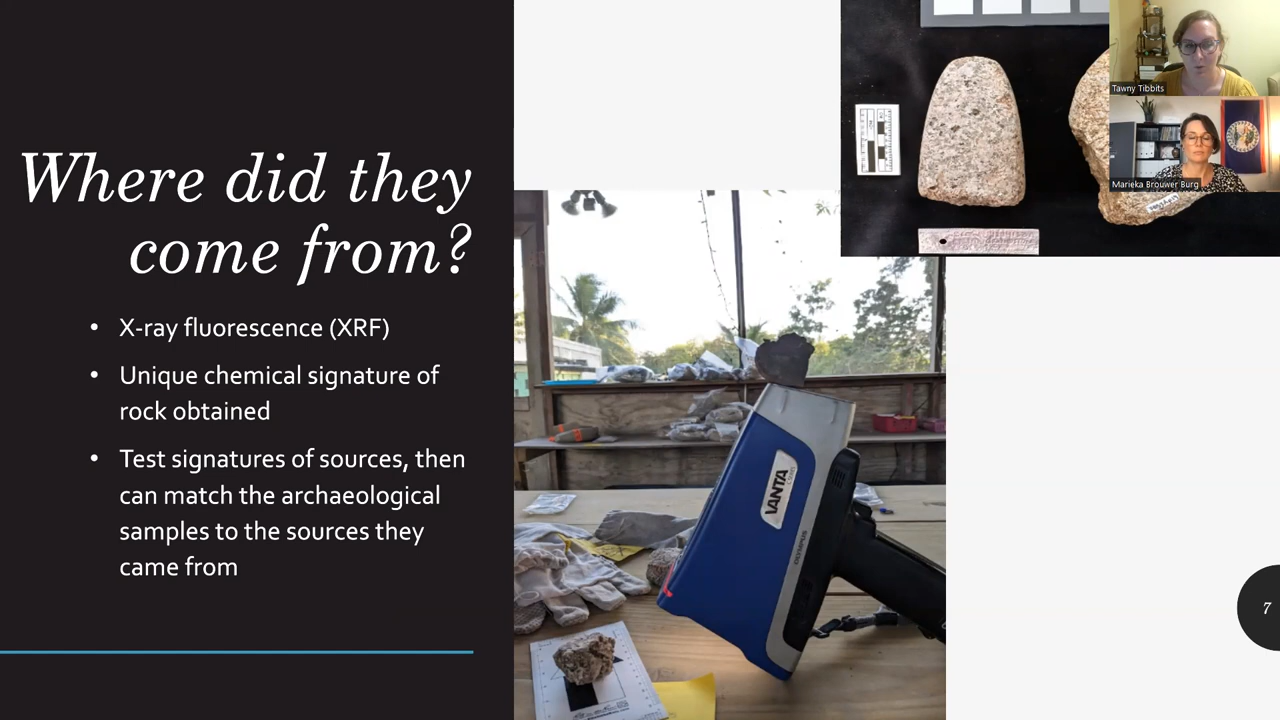 Where did they
come from?
• X-ray fluorescence (XRF)
• Unique chemical signature of
rock obtained
• Test signatures of sources, then
can match the archaeological
samples to the sources they
came from
Tawny Tibbits
Marieka Brouwer Burg
VANTA
OLYMPUS
7